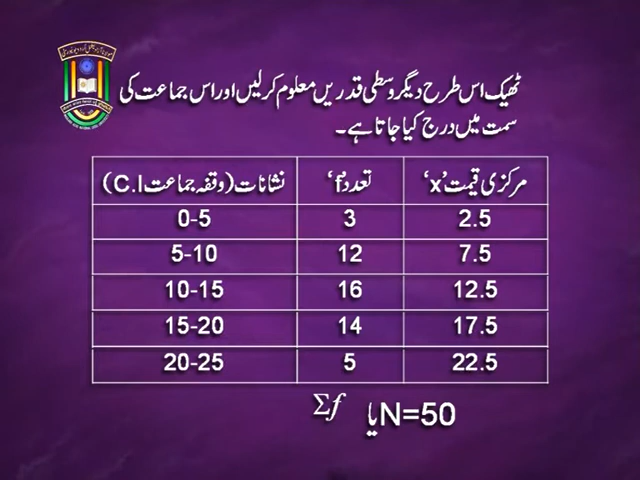 ٹھیک اس طرح دیگر وسطی قدریں معلوم کرلیں اور اس جماعت کی
سمت میں درج کیا جاتا ہے۔
نشانات (وقفہ جماعت C.I) تعدد 'f' مرکزی قیمت 'x'
0-5 3 2.5
5-10 12 7.5
10-15 16 12.5
15-20 14 17.5
20-25 5 22.5
Σf یا N=50